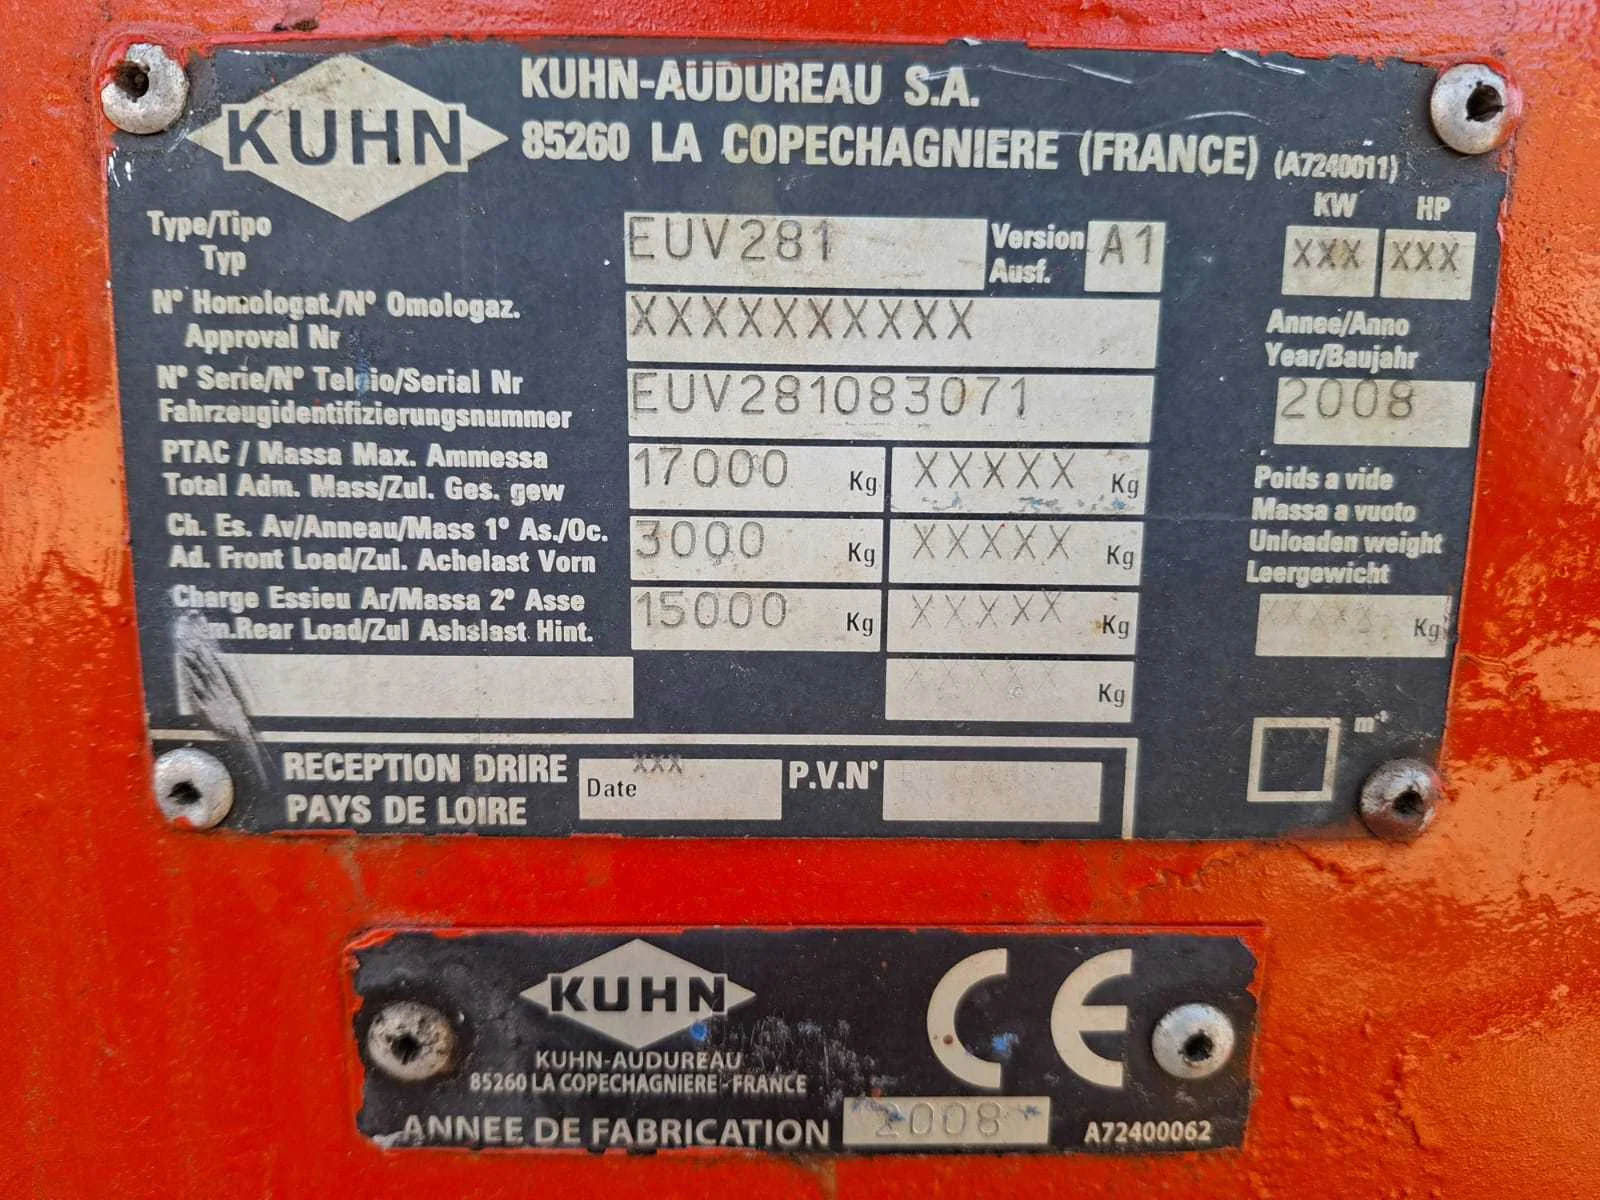 KUHN
KUHN-AUDUREAU S.A.
85260 LA COPECHAGNIERE (FRANCE) (A7240011)
KW HP
Type/Tipo
Typ
EUV281
Version
Ausf.
A1
XXX XXX
N° Homologat./N° Omologaz.
Approval Nr
XXXXXXXXXX
Annee/Anno
Year/Baujahr
2008
N° Serie/N° Telaio/Serial Nr
Fahrzeugidentifizierungsnummer
EUV281083071
PTAC / Massa Max. Ammessa
Total Adm. Mass/Zul. Ges. gew
17000 Kg XXXXX Kg
Poids a vide
Massa a vuoto
Unloaden weight
Leergewicht
XXXXX Kg
Ch. Es. Av/Anneau/Mass 1° As./Oc.
Ad. Front Load/Zul. Achelast Vorn
3000 Kg XXXXX Kg
Charge Essieu Ar/Massa 2° Asse
Rear Load/Zul Ashslast Hint.
15000 Kg XXXXX Kg
XXXXX Kg
m⁻³
RECEPTION DRIRE
PAYS DE LOIRE
Date XXX
P.V.N°
KUHN
CE
KUHN-AUDUREAU
85260 LA COPECHAGNIERE - FRANCE
ANNEE DE FABRICATION 2008 A72400062